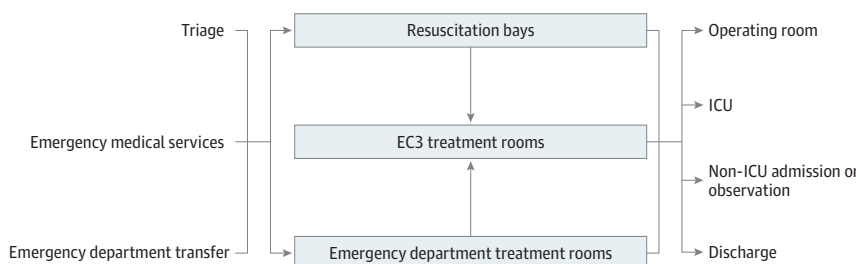 Triage
Emergency medical services
Emergency department transfer
Resuscitation bays
EC3 treatment rooms
Emergency department treatment rooms
Operating room
ICU
Non-ICU admission or
observation
Discharge